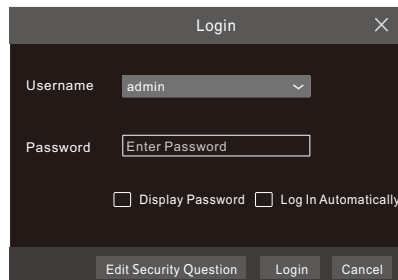 Login
Username admin
Password Enter Password
Display Password Log In Automatically
Edit Security Question Login Cancel